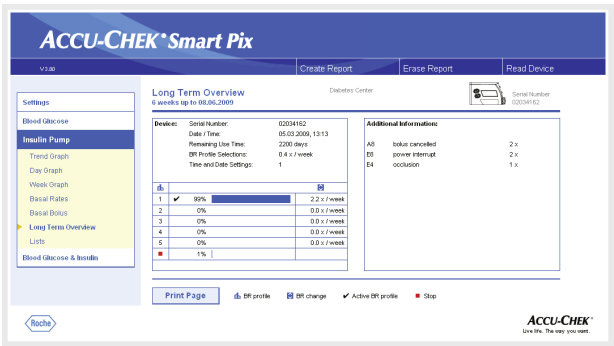 ACCU-CHEK® Smart Pix
V 3.00
Create Report
Erase Report
Read Device
Settings
Blood Glucose
Insulin Pump
Trend Graph
Day Graph
Week Graph
Basal Rates
Basal Bolus
Long Term Overview
Lists
Blood Glucose & Insulin
Long Term Overview
6 weeks up to 08.06.2009
Diabetes Center
Serial Number
02034162
Device: Serial Number: 02034162
Date / Time: 05.03.2009, 13:13
Remaining Use Time: 2200 days
BR Profile Selections: 0.4 x / week
Time and Date Settings: 1
1 ✔ 99% 2.2 x / week
2 0% 0.0 x / week
3 0% 0.0 x / week
4 0% 0.0 x / week
5 0% 0.0 x / week
1%
Additional Information:
A8 bolus cancelled 2 x
E8 power interrupt 2 x
E4 occlusion 1 x
Print Page
BR profile
BR change
✔ Active BR profile
Stop
Roche
ACCU-CHEK®
Live life. The way you want.